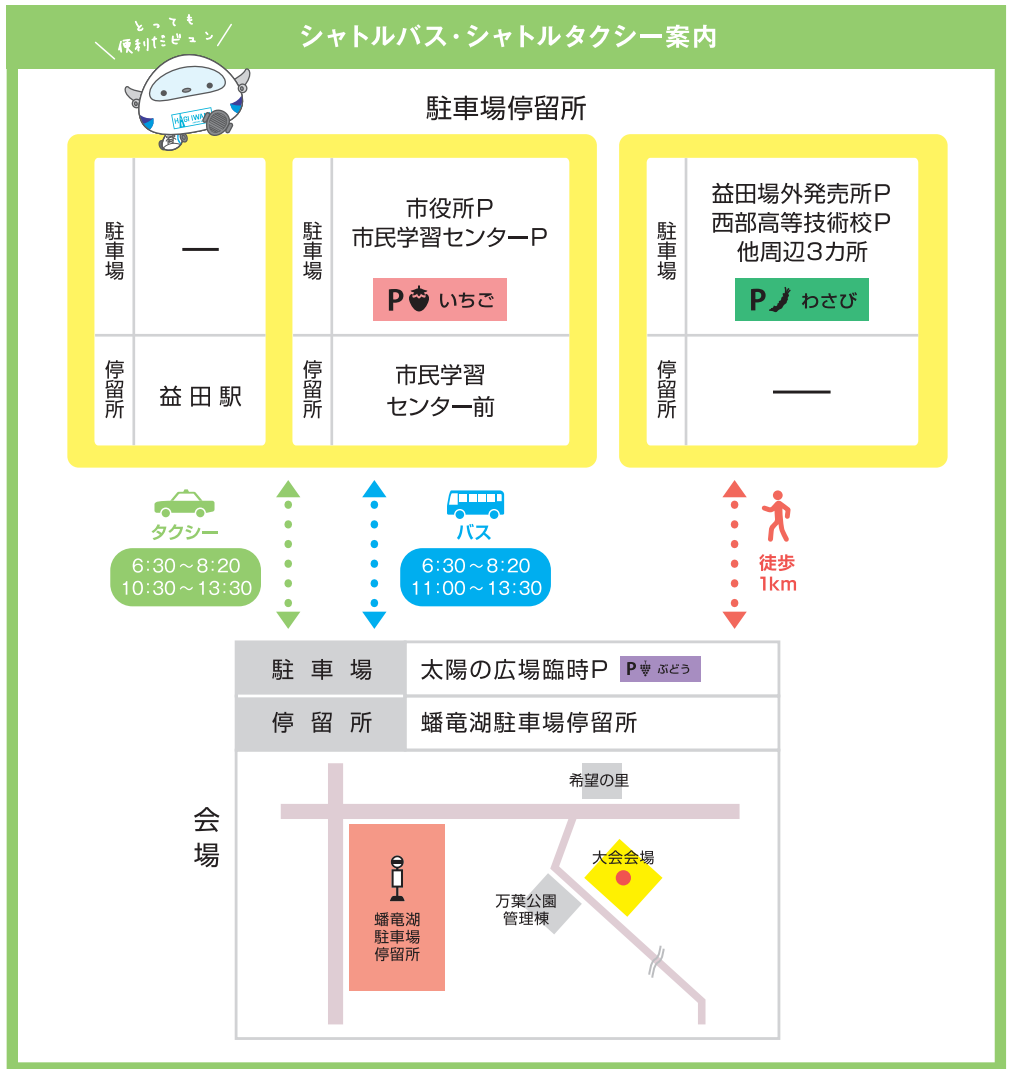 とっても
便利だビュン
シャトルバス・シャトルタクシー案内
HAGI IWA
駐車場停留所
駐車場
—
停留所
益田駅
駐車場
市役所P
市民学習センターP
P いちご
停留所
市民学習
センター前
駐車場
益田場外発売所P
西部高等技術校P
他周辺3カ所
P わさび
停留所
—
タクシー
6:30～8:20
10:30～13:30
バス
6:30～8:20
11:00～13:30
徒歩
1km
会場
駐車場
太陽の広場臨時P
P ぶどう
停留所
蟠竜湖駐車場停留所
希望の里
大会会場
万葉公園
管理棟
蟠竜湖
駐車場
停留所